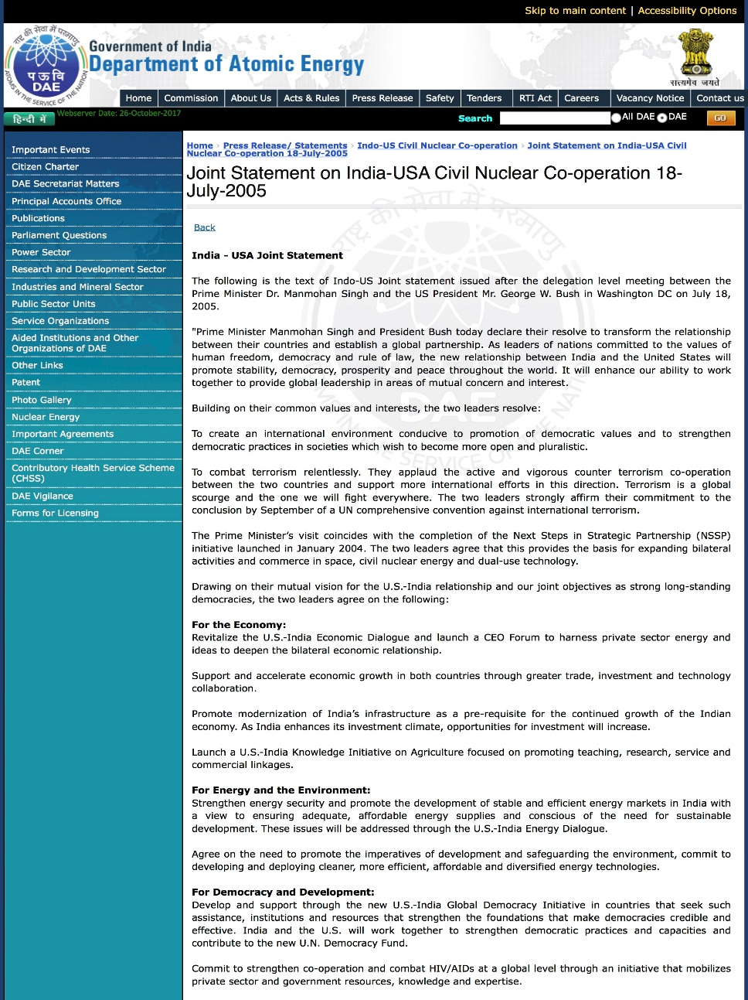 Skip to main content | Accessibility Options
राष्ट्र की सेवा में परमाणु
प ऊ वि
DAE
ATOMS IN THE SERVICE OF THE NATION
Government of India
Department of Atomic Energy
सत्यमेव जयते
Home Commission About Us Acts & Rules Press Release Safety Tenders RTI Act Careers Vacancy Notice Contact us
हिन्दी में
Webserver Date: 26-October-2017
Search All DAE DAE GO
Important Events
Citizen Charter
DAE Secretariat Matters
Principal Accounts Office
Publications
Parliament Questions
Power Sector
Research and Development Sector
Industries and Mineral Sector
Public Sector Units
Service Organizations
Aided Institutions and Other
Organizations of DAE
Other Links
Patent
Photo Gallery
Nuclear Energy
Important Agreements
DAE Corner
Contributory Health Service Scheme
(CHSS)
DAE Vigilance
Forms for Licensing
Home › Press Release/ Statements › Indo-US Civil Nuclear Co-operation › Joint Statement on India-USA Civil
Nuclear Co-operation 18-July-2005
Joint Statement on India-USA Civil Nuclear Co-operation 18-
July-2005
Back
India - USA Joint Statement
The following is the text of Indo-US Joint statement issued after the delegation level meeting between the
Prime Minister Dr. Manmohan Singh and the US President Mr. George W. Bush in Washington DC on July 18,
2005.
"Prime Minister Manmohan Singh and President Bush today declare their resolve to transform the relationship
between their countries and establish a global partnership. As leaders of nations committed to the values of
human freedom, democracy and rule of law, the new relationship between India and the United States will
promote stability, democracy, prosperity and peace throughout the world. It will enhance our ability to work
together to provide global leadership in areas of mutual concern and interest.
Building on their common values and interests, the two leaders resolve:
To create an international environment conducive to promotion of democratic values and to strengthen
democratic practices in societies which wish to become more open and pluralistic.
To combat terrorism relentlessly. They applaud the active and vigorous counter terrorism co-operation
between the two countries and support more international efforts in this direction. Terrorism is a global
scourge and the one we will fight everywhere. The two leaders strongly affirm their commitment to the
conclusion by September of a UN comprehensive convention against international terrorism.
The Prime Minister’s visit coincides with the completion of the Next Steps in Strategic Partnership (NSSP)
initiative launched in January 2004. The two leaders agree that this provides the basis for expanding bilateral
activities and commerce in space, civil nuclear energy and dual-use technology.
Drawing on their mutual vision for the U.S.-India relationship and our joint objectives as strong long-standing
democracies, the two leaders agree on the following:
For the Economy:
Revitalize the U.S.-India Economic Dialogue and launch a CEO Forum to harness private sector energy and
ideas to deepen the bilateral economic relationship.
Support and accelerate economic growth in both countries through greater trade, investment and technology
collaboration.
Promote modernization of India’s infrastructure as a pre-requisite for the continued growth of the Indian
economy. As India enhances its investment climate, opportunities for investment will increase.
Launch a U.S.-India Knowledge Initiative on Agriculture focused on promoting teaching, research, service and
commercial linkages.
For Energy and the Environment:
Strengthen energy security and promote the development of stable and efficient energy markets in India with
a view to ensuring adequate, affordable energy supplies and conscious of the need for sustainable
development. These issues will be addressed through the U.S.-India Energy Dialogue.
Agree on the need to promote the imperatives of development and safeguarding the environment, commit to
developing and deploying cleaner, more efficient, affordable and diversified energy technologies.
For Democracy and Development:
Develop and support through the new U.S.-India Global Democracy Initiative in countries that seek such
assistance, institutions and resources that strengthen the foundations that make democracies credible and
effective. India and the U.S. will work together to strengthen democratic practices and capacities and
contribute to the new U.N. Democracy Fund.
Commit to strengthen co-operation and combat HIV/AIDs at a global level through an initiative that mobilizes
private sector and government resources, knowledge and expertise.